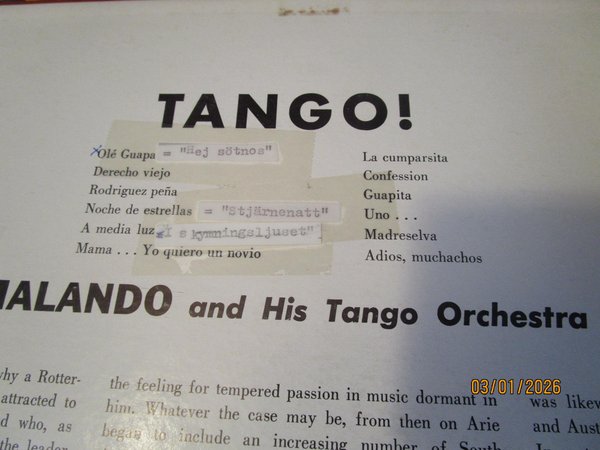 TANGO!
Olé Guapa = "Hej sötnos"
Derecho viejo
Rodriguez peña
Noche de estrellas = "Stjärnenatt"
A media luz I skymningsljuset"
Mama . . . Yo quiero un novio
La cumparsita
Confession
Guapita
Uno . . .
Madreselva
Adios, muchachos
MALANDO and His Tango Orchestra
why a Rotter-
attracted to
who, as
the leader
the feeling for tempered passion in music dormant in
him. Whatever the case may be, from then on Arie
began to include an increasing number of South
was likew
and Aust
03/01/2026